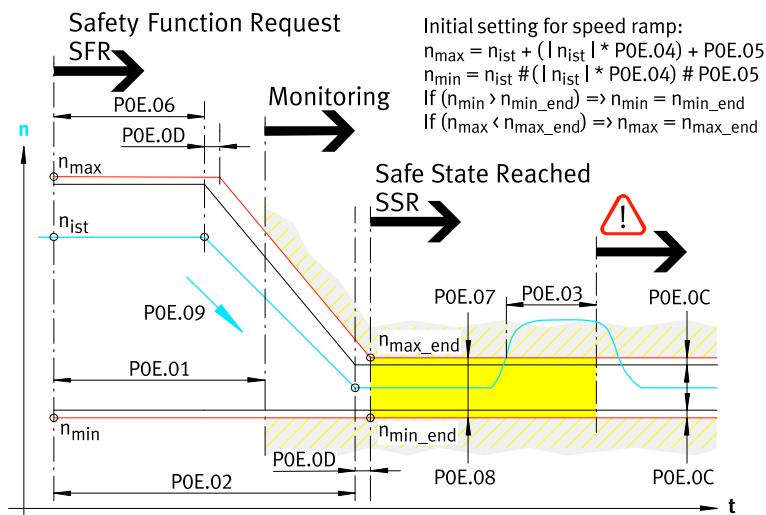 Safety Function Request
SFR
Initial setting for speed ramp:
nmax = nist + (| nist | * P0E.04) + P0E.05
nmin = nist #(| nist | * P0E.04) # P0E.05
If (nmin > nmin_end) => nmin = nmin_end
If (nmax < nmax_end) => nmax = nmax_end
P0E.06
Monitoring
n
P0E.0D
nmax
Safe State Reached
SSR
!
nist
P0E.09
P0E.07
P0E.03
P0E.0C
nmax_end
P0E.01
nmin
nmin_end
P0E.0D
P0E.02
P0E.08
P0E.0C
t